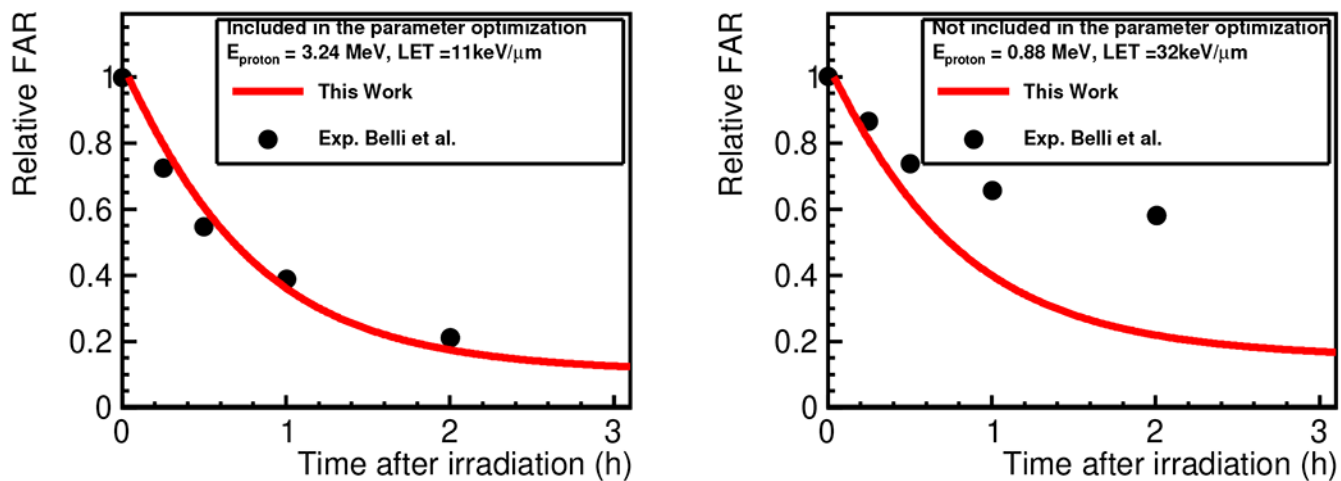 Included in the parameter optimization
Eproton = 3.24 MeV, LET =11keV/μm
This Work
Exp. Belli et al.
Relative FAR
1
0.8
0.6
0.4
0.2
0
0 1 2 3
Time after irradiation (h)
Not included in the parameter optimization
Eproton = 0.88 MeV, LET =32keV/μm
This Work
Exp. Belli et al.
Relative FAR
1
0.8
0.6
0.4
0.2
0
0 1 2 3
Time after irradiation (h)